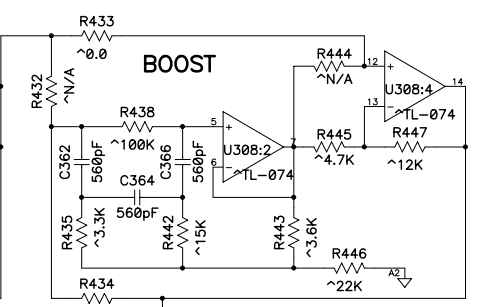 R433
^0.0
BOOST
R444
^N/A
12
U308:4
14
13
^TL-074
R432
^N/A
R438
^100K
5
U308:2
7
6
^TL-074
R445
^4.7K
R447
^12K
C362
560pF
C366
560pF
C364
560pF
R435
^3.3K
R442
^15K
R443
^3.6K
R446
^22K
A2
R434